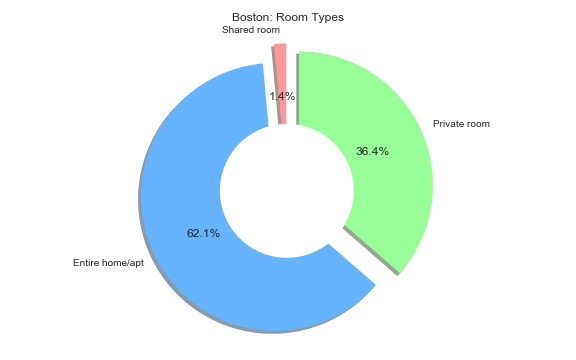 Boston: Room Types
Shared room
1.4%
Private room
36.4%
62.1%
Entire home/apt